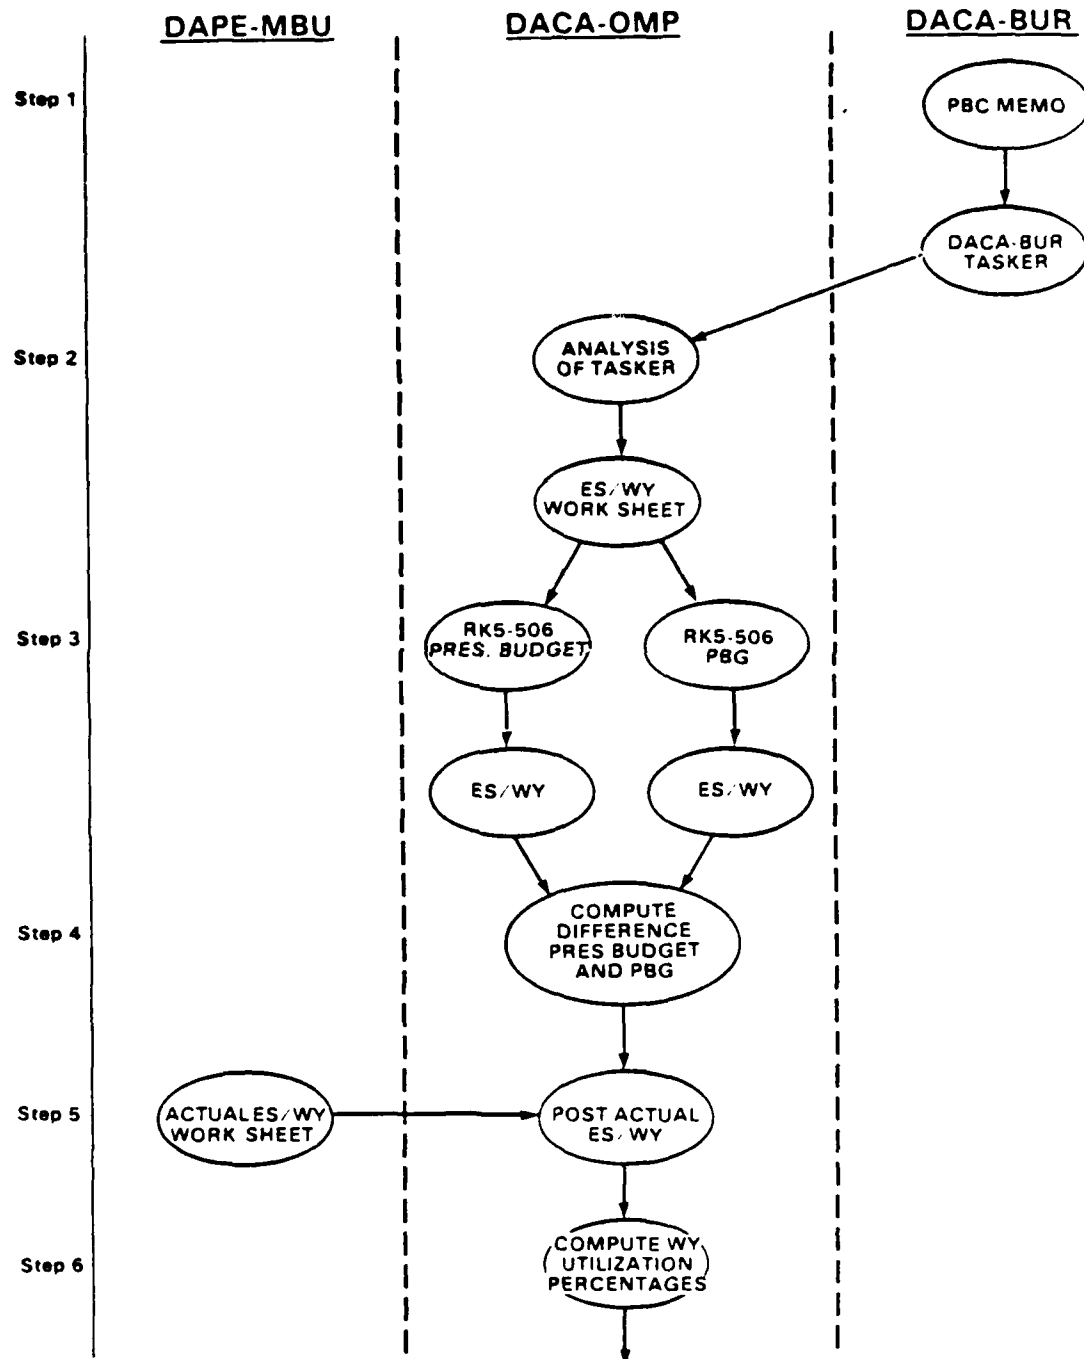 DAPE-MBU
DACA-OMP
DACA-BUR
Step 1
PBC MEMO
DACA-BUR
TASKER
Step 2
ANALYSIS
OF TASKER
ES/WY
WORK SHEET
Step 3
RK5-506
PRES. BUDGET
RK5-506
PBG
ES/WY
ES/WY
Step 4
COMPUTE
DIFFERENCE
PRES BUDGET
AND PBG
Step 5
ACTUAL ES/WY
WORK SHEET
POST ACTUAL
ES/WY
Step 6
COMPUTE WY
UTILIZATION
PERCENTAGES